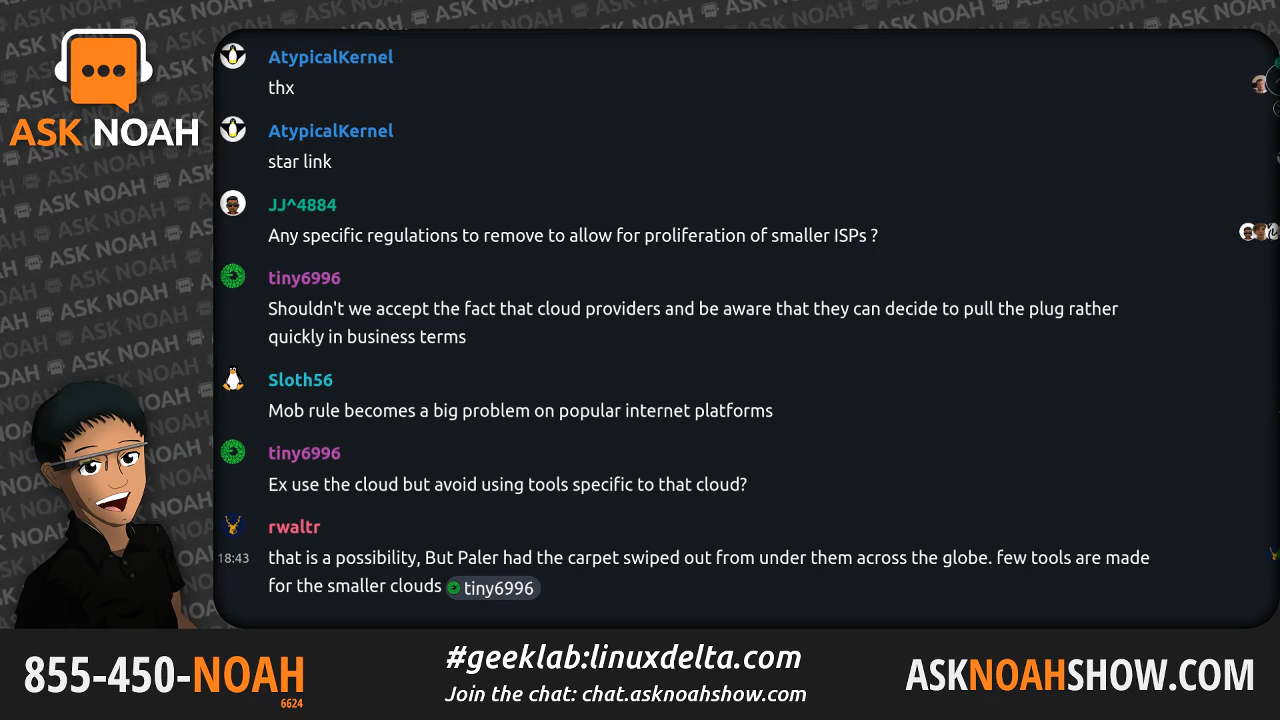 ASK NOAH
AtypicalKernel
thx
AtypicalKernel
star link
JJ^4884
Any specific regulations to remove to allow for proliferation of smaller ISPs ?
tiny6996
Shouldn't we accept the fact that cloud providers and be aware that they can decide to pull the plug rather
quickly in business terms
Sloth56
Mob rule becomes a big problem on popular internet platforms
tiny6996
Ex use the cloud but avoid using tools specific to that cloud?
rwaltr
18:43 that is a possibility, But Paler had the carpet swiped out from under them across the globe. few tools are made
for the smaller clouds tiny6996
855-450-NOAH
6624
#geeklab:linuxdelta.com
Join the chat: chat.asknoahshow.com
ASKNOAHSHOW.COM